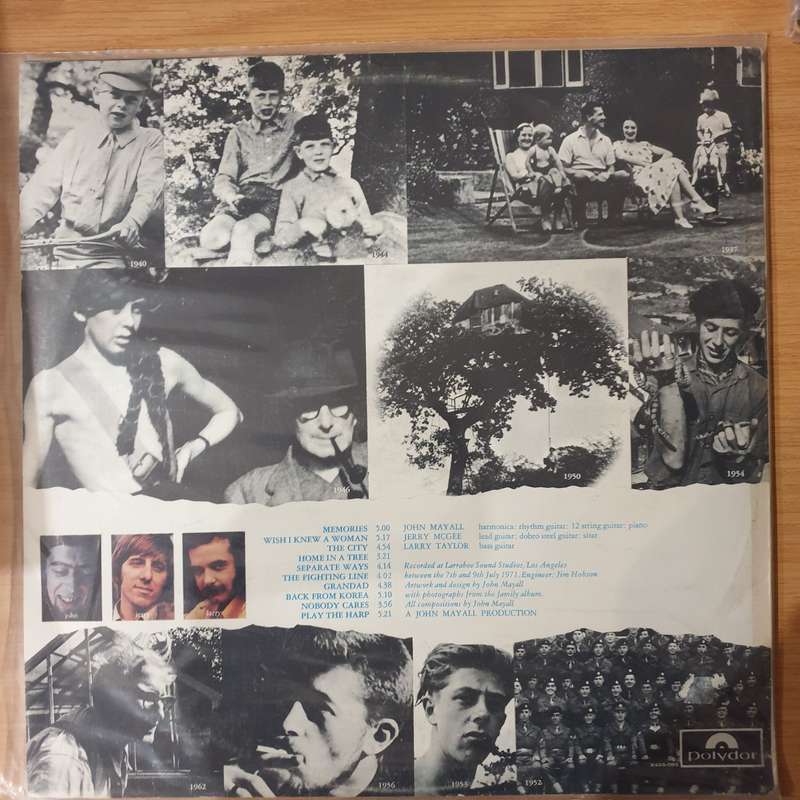 1940
1944
1937
1946
1950
1954
MEMORIES 5.00
WISH I KNEW A WOMAN 5.17
THE CITY 4.54
HOME IN A TREE 3.21
SEPARATE WAYS 4.14
THE FIGHTING LINE 4.02
GRANDAD 4.38
BACK FROM KOREA 3.10
NOBODY CARES 3.56
PLAY THE HARP 5.21
JOHN MAYALL harmonica: rhythm guitar: 12 string guitar: piano
JERRY MCGEE lead guitar: dobro steel guitar: sitar
LARRY TAYLOR bass guitar
Recorded at Larrabee Sound Studios, Los Angeles
between the 7th and 9th July 1971. Engineer: Jim Hobson
Artwork and design by John Mayall
with photographs from the family album.
All compositions by John Mayall
A JOHN MAYALL PRODUCTION
john
jerry
larry
1962
1956
1953
1952
Polydor